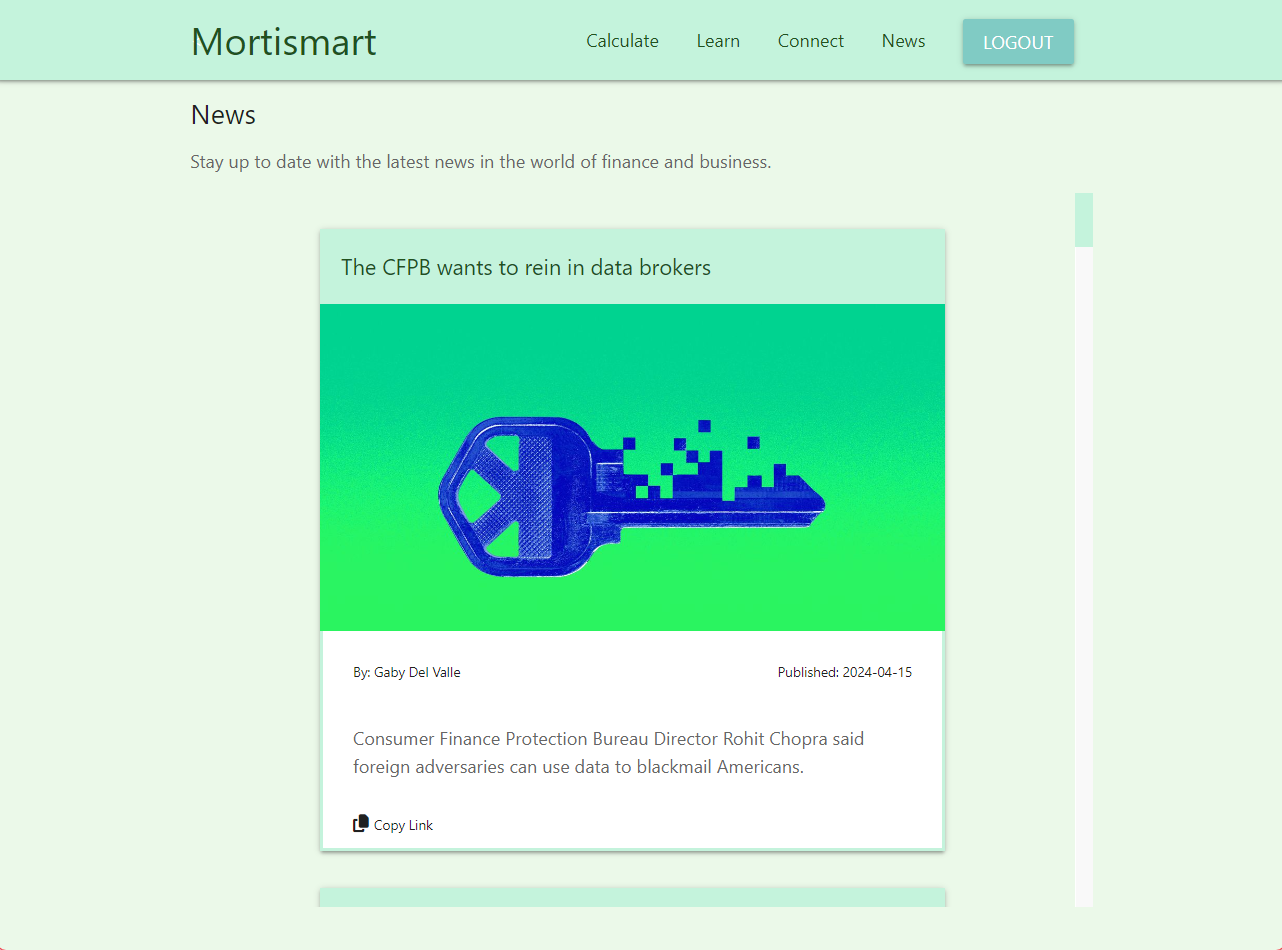 Mortismart
Calculate
Learn
Connect
News
LOGOUT
News
Stay up to date with the latest news in the world of finance and business.
The CFPB wants to rein in data brokers
By: Gaby Del Valle
Published: 2024-04-15
Consumer Finance Protection Bureau Director Rohit Chopra said
foreign adversaries can use data to blackmail Americans.
Copy Link